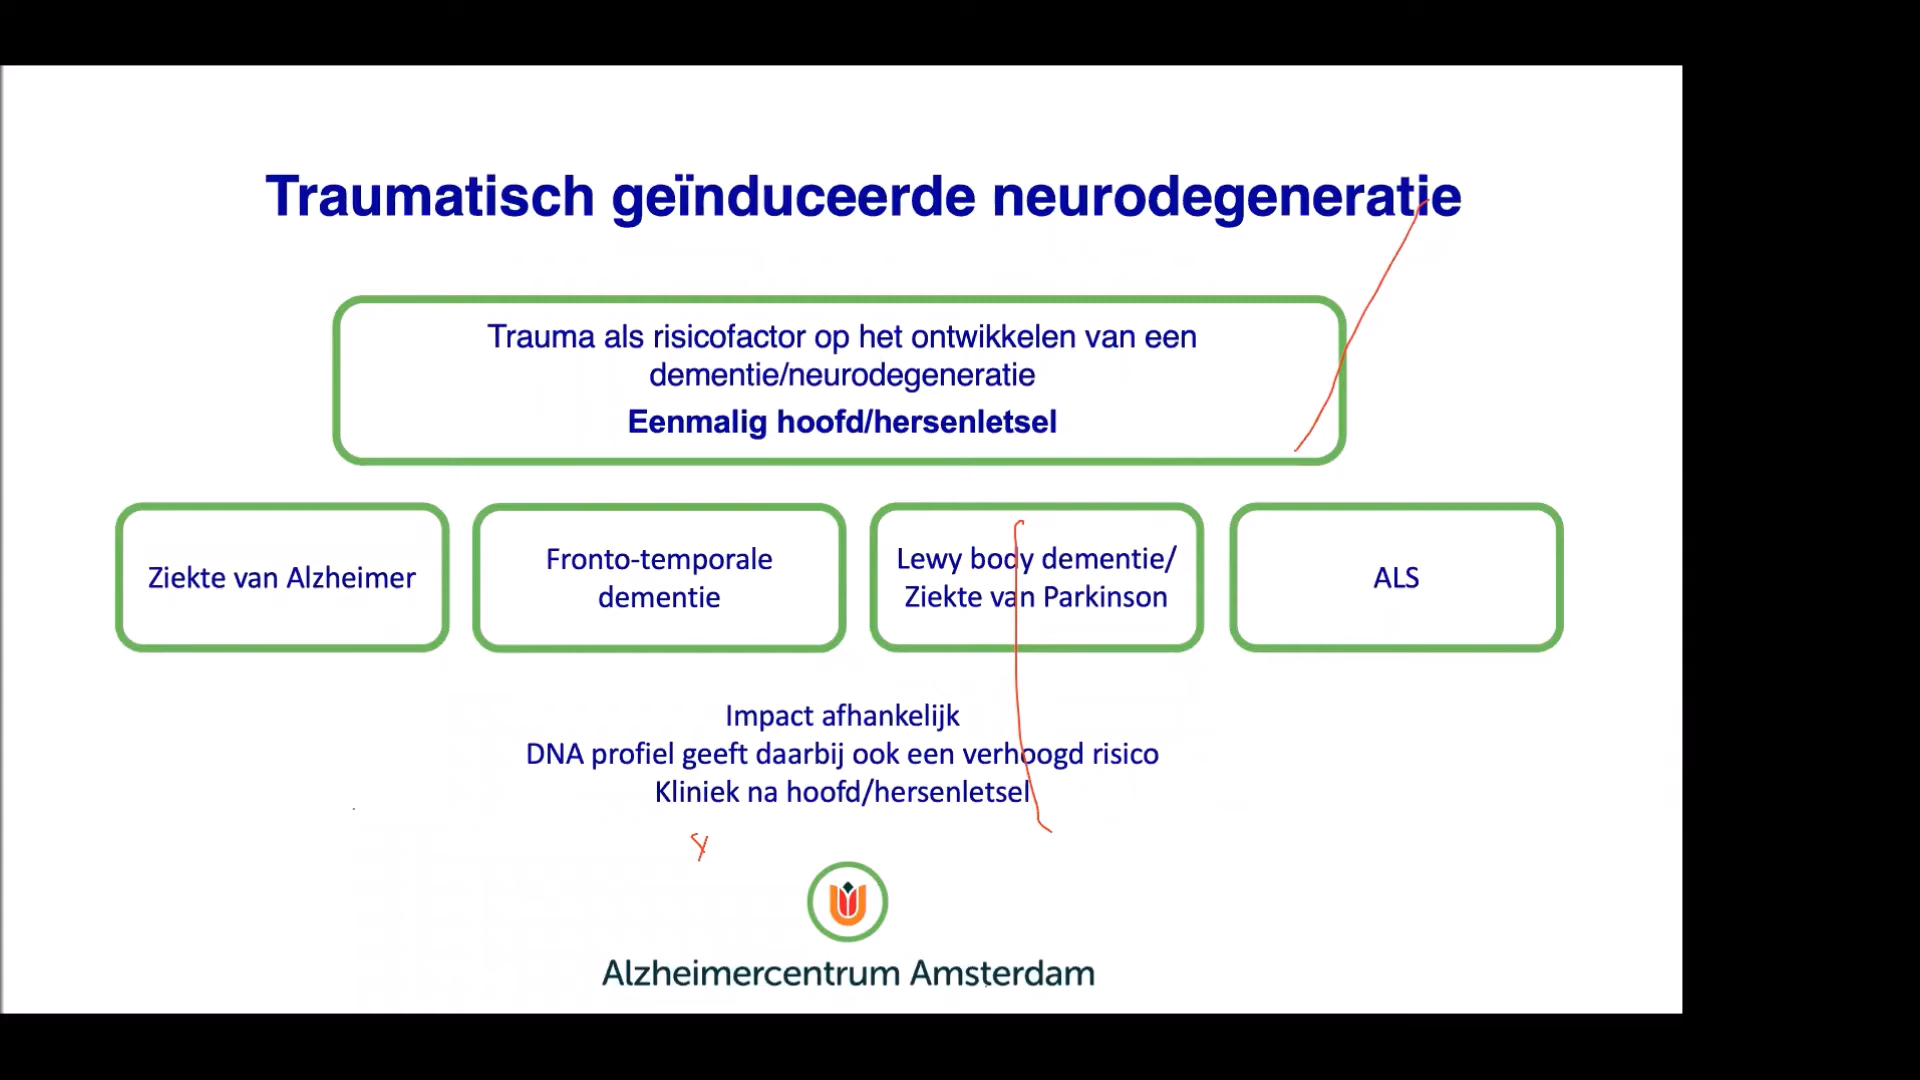 Traumatisch geïnduceerde neurodegeneratie
Trauma als risicofactor op het ontwikkelen van een
dementie/neurodegeneratie
Eenmalig hoofd/hersenletsel
Ziekte van Alzheimer
Fronto-temporale
dementie
Lewy body dementie/
Ziekte van Parkinson
ALS
Impact afhankelijk
DNA profiel geeft daarbij ook een verhoogd risico
Kliniek na hoofd/hersenletsel
Alzheimercentrum Amsterdam